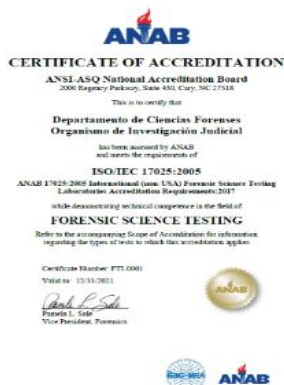 ANAB
CERTIFICATE OF ACCREDITATION
ANSI-ASQ National Accreditation Board
2000 Regency Parkway, Suite 430, Cary, NC 27518
This is to certify that
Departamento de Ciencias Forenses
Organismo de Investigación Judicial
has been assessed by ANAB
and meets the requirements of
ISO/IEC 17025:2005
ANAB 17025:2005 International (non-USA) Forensic Science Testing
Laboratories Accreditation Requirements:2017
while demonstrating technical competence in the field of
FORENSIC SCIENCE TESTING
Refer to the accompanying Scope of Accreditation for information
regarding the types of tests to which this accreditation applies
Certificate Number: FTI-0001
Valid to: 12/31/2021
Pamela L. Sale
Pamela L. Sale
Vice President, Forensics
ANAB
ilac-MRA
ANAB